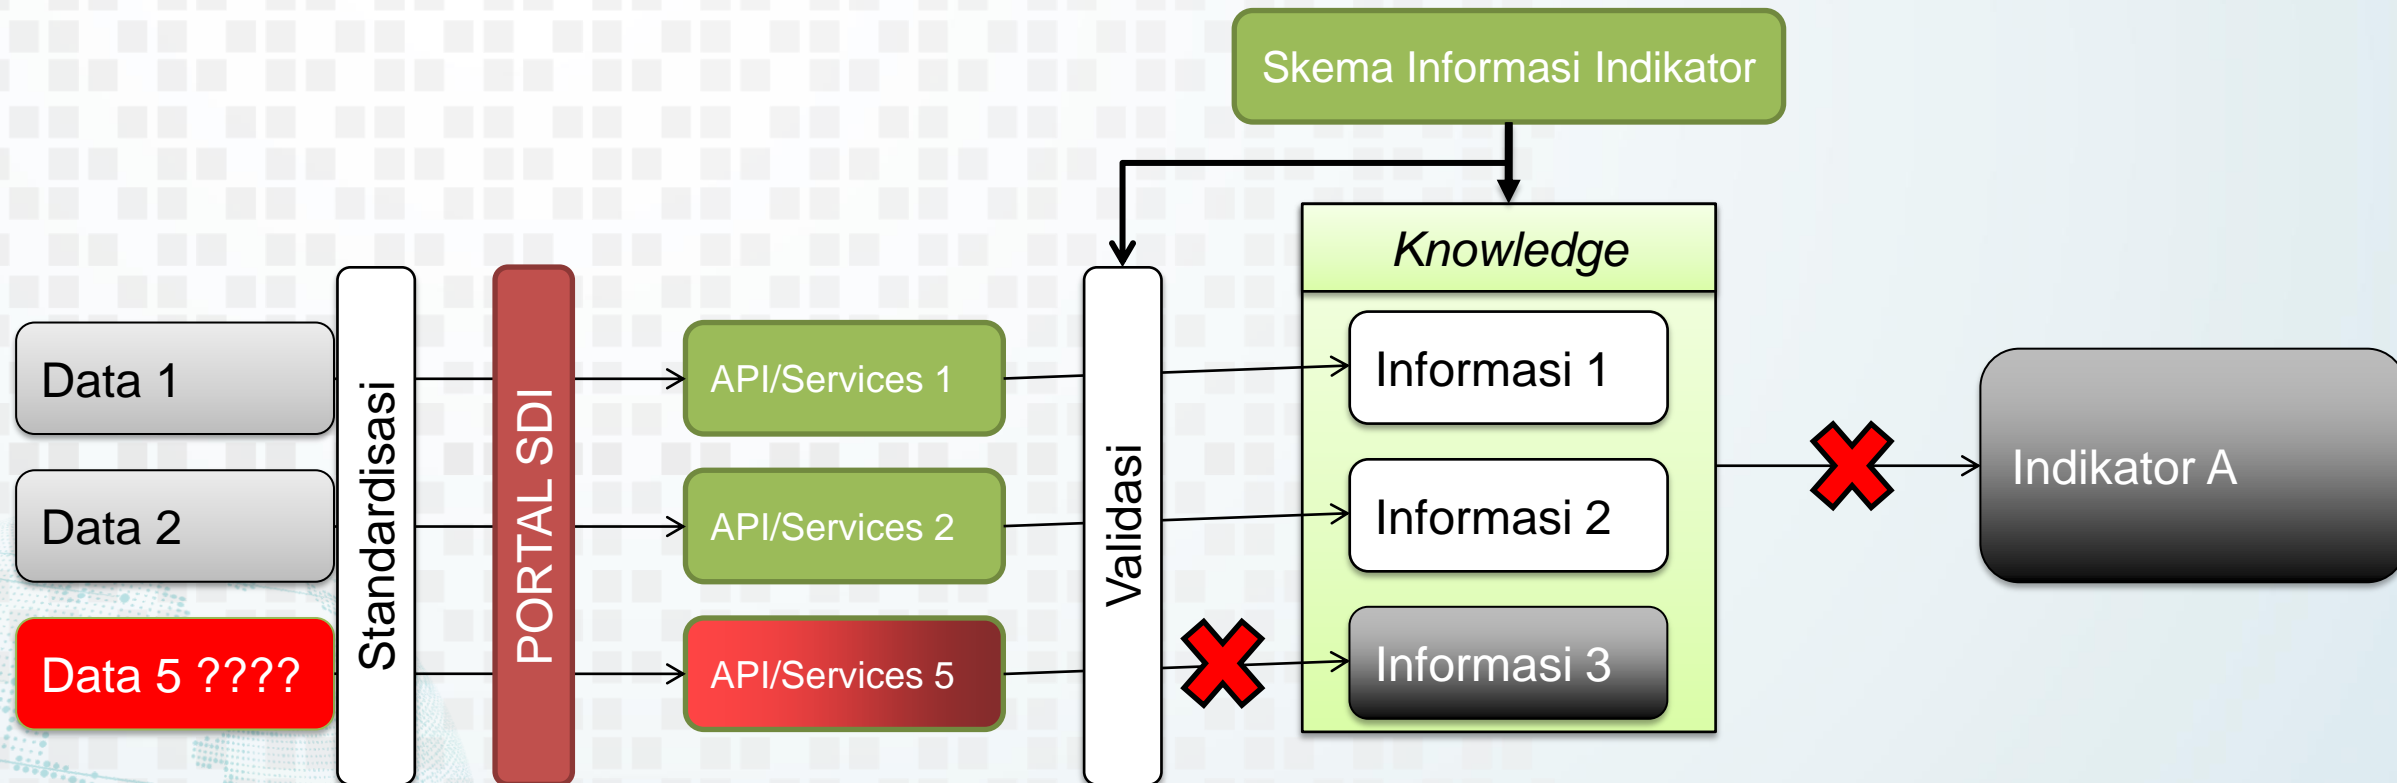 Skema Informasi Indikator
Knowledge
Data 1
Data 2
Data 5 ????
Standardisasi
PORTAL SDI
API/Services 1
API/Services 2
API/Services 5
Validasi
Informasi 1
Informasi 2
Informasi 3
Indikator A